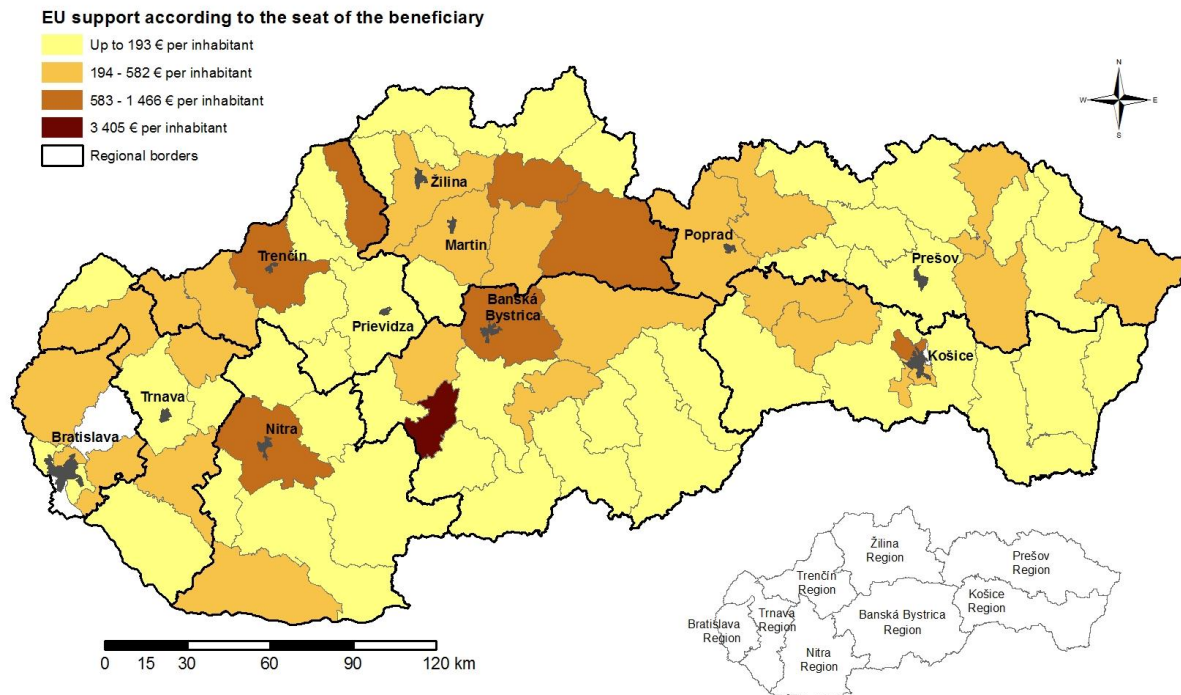 EU support according to the seat of the beneficiary
Up to 193 € per inhabitant
194 - 582 € per inhabitant
583 - 1 466 € per inhabitant
3 405 € per inhabitant
Regional borders
N
W
E
S
Žilina
Martin
Poprad
Trenčín
Prešov
Banská
Bystrica
Prievidza
Košice
Trnava
Nitra
Bratislava
0 15 30 60 90 120 km
Žilina
Region
Prešov
Region
Trenčín
Region
Košice
Region
Trnava
Region
Banská Bystrica
Region
Bratislava
Region
Nitra
Region